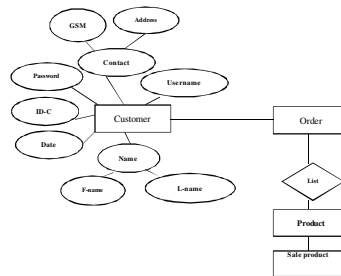 GSM
Address
Contact
Password
Username
ID-C
Customer
Order
Date
Name
List
F-name
L-name
Product
Sale product